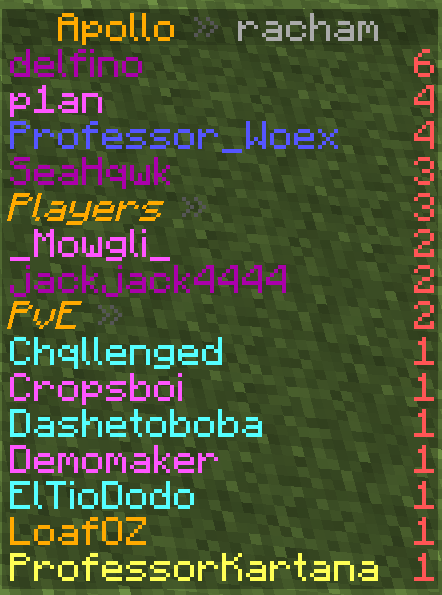 Apollo » racham
delfino 6
p1an 4
Professor_Woex 4
SeaHqwk 3
Players » 3
_Mowgli_ 2
jackjack4444 2
PvE » 2
Chqllenged 1
Cropsboi 1
Dashetoboba 1
Demomaker 1
ElTioDodo 1
LoafOZ 1
ProfessorKartana 1